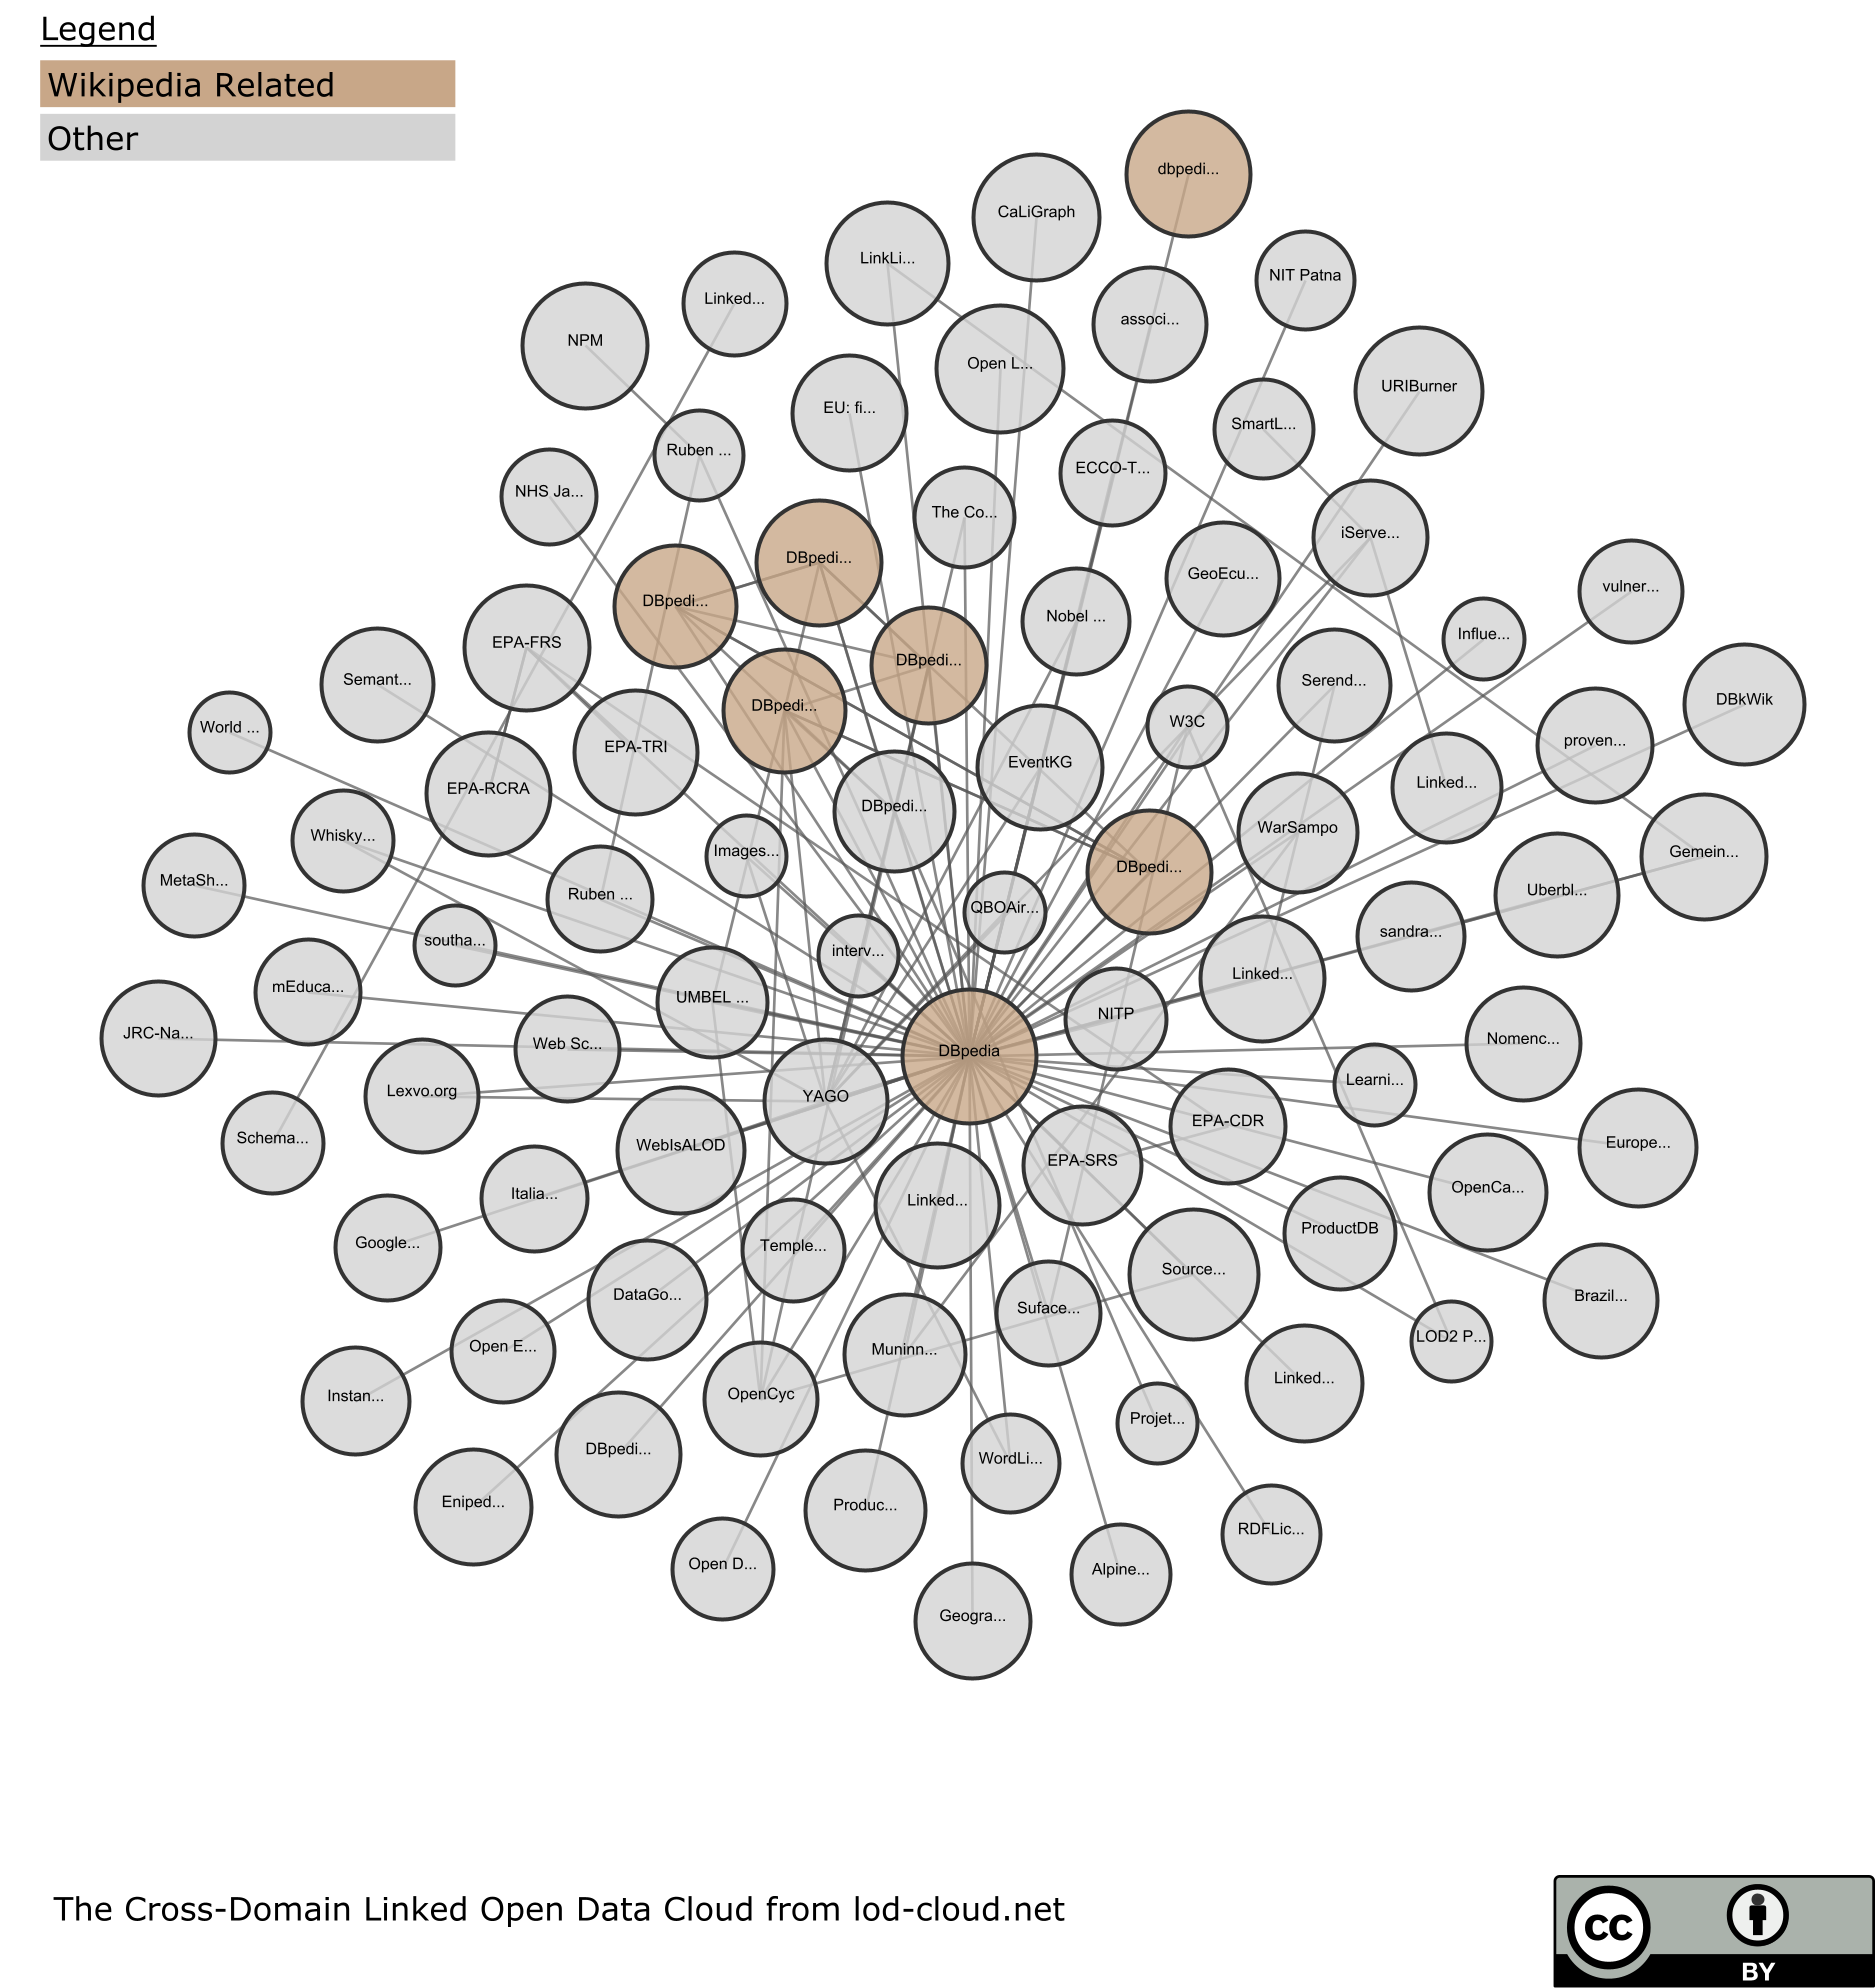 Legend
Wikipedia Related
Other
dbpedi...
CaLiGraph
LinkLi...
NIT Patna
Linked...
associ...
NPM
Open L...
URIBurner
EU: fi...
SmartL...
Ruben ...
ECCO-T...
NHS Ja...
The Co...
iServe...
DBpedi...
GeoEcu...
vulner...
DBpedi...
Nobel ...
Influe...
EPA-FRS
DBpedi...
Semant...
Serend...
DBkWik
DBpedi...
World ...
W3C
proven...
EPA-TRI
EventKG
Linked...
EPA-RCRA
DBpedi...
WarSampo
Whisky...
Images...
Gemein...
DBpedi...
MetaSh...
Uberbl...
Ruben ...
QBOAir...
sandra...
southa...
interv...
Linked...
mEduca...
UMBEL ...
NITP
JRC-Na...
Web Sc...
DBpedia
Nomenc...
Learni...
Lexvo.org
YAGO
EPA-CDR
Schema...
WebIsALOD
Europe...
EPA-SRS
OpenCa...
Italia...
Linked...
ProductDB
Google...
Temple...
Source...
DataGo...
Brazil...
Suface...
LOD2 P...
Open E...
Muninn...
Linked...
Instan...
OpenCyc
Projet...
DBpedi...
WordLi...
Eniped...
Produc...
RDFLic...
Open D...
Alpine...
Geogra...
The Cross-Domain Linked Open Data Cloud from lod-cloud.net
cc
BY